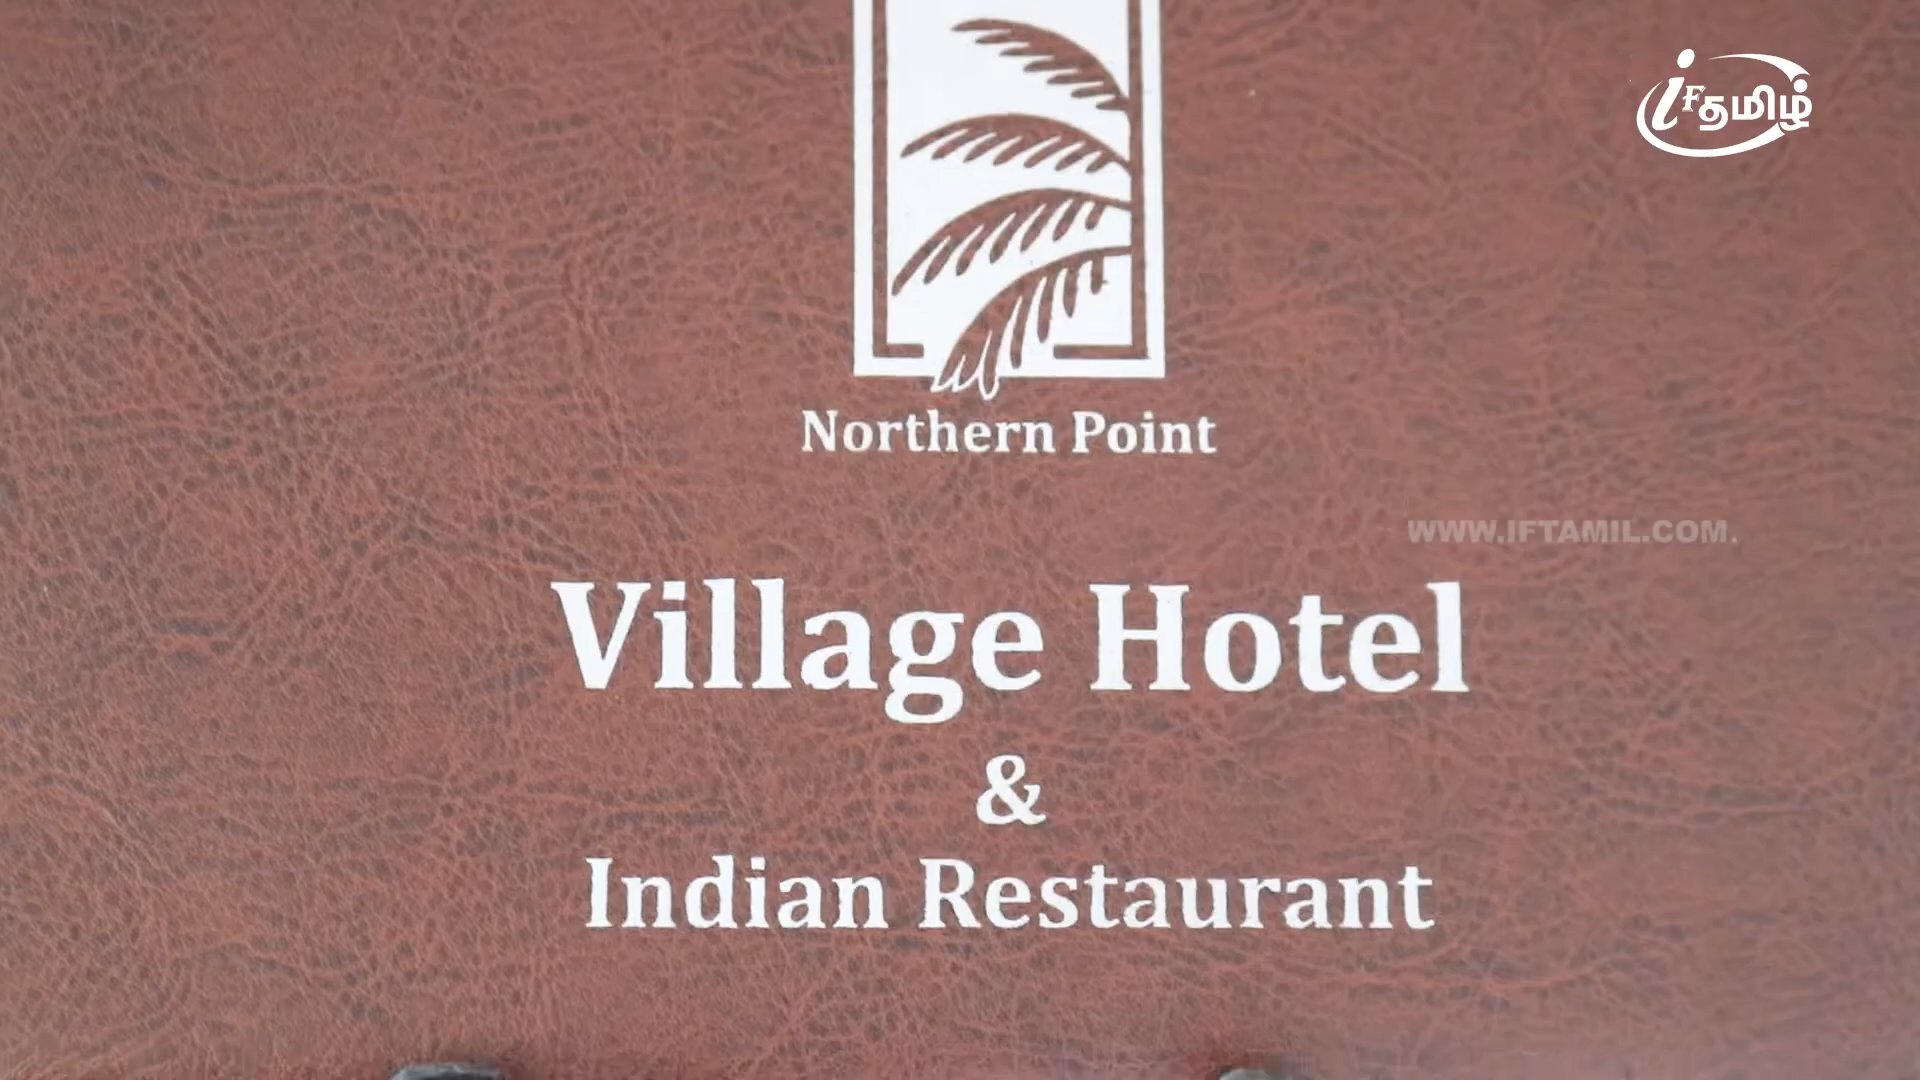 iFதமிழ்
Northern Point
WWW.IFTAMIL.COM.
Village Hotel
&
Indian Restaurant